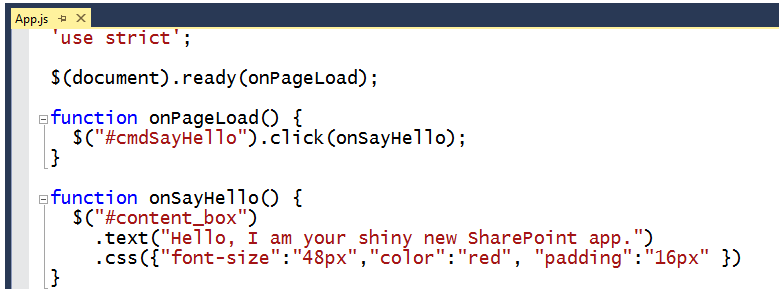 App.js
'use strict';
$(document).ready(onPageLoad);
function onPageLoad() {
  $("#cmdSayHello").click(onSayHello);
}
function onSayHello() {
  $("#content_box")
    .text("Hello, I am your shiny new SharePoint app.")
    .css({"font-size":"48px","color":"red", "padding":"16px" })
}